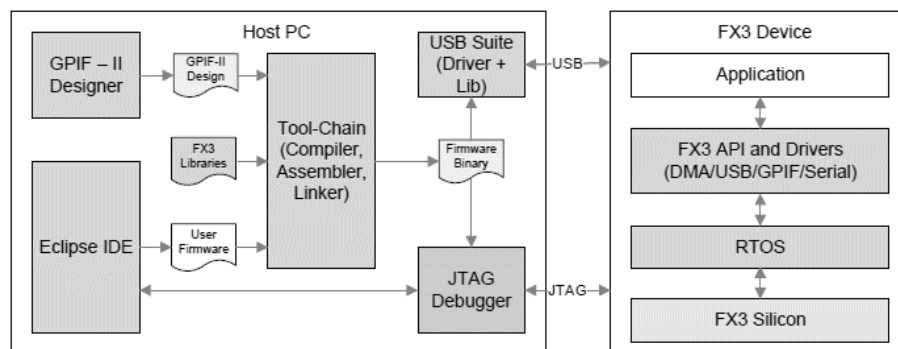 Host PC
GPIF – II
Designer
GPIF-II
Design
FX3
Libraries
Eclipse IDE
User
Firmware
Tool-Chain
(Compiler,
Assembler,
Linker)
Firmware
Binary
USB Suite
(Driver +
Lib)
JTAG
Debugger
USB
JTAG
FX3 Device
Application
FX3 API and Drivers
(DMA/USB/GPIF/Serial)
RTOS
FX3 Silicon